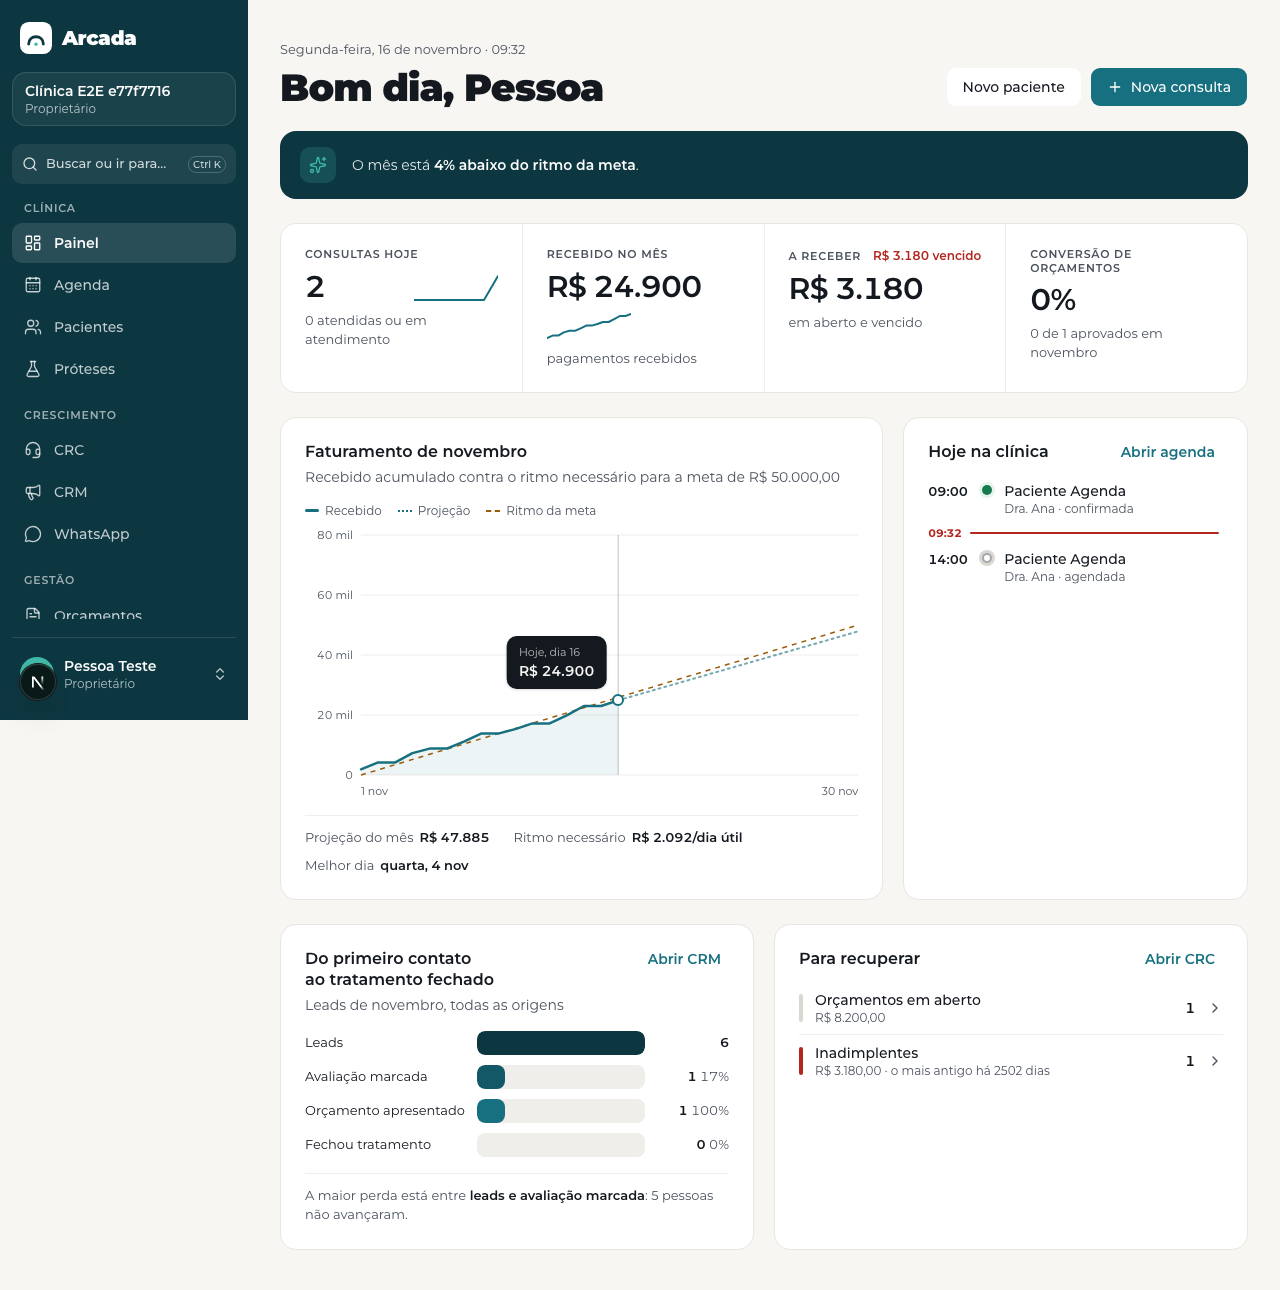 Arcada
Clínica E2E e77f7716
Proprietário
Buscar ou ir para... Ctrl K
CLÍNICA
Painel
Agenda
Pacientes
Próteses
CRESCIMENTO
CRC
CRM
WhatsApp
GESTÃO
Orçamentos
N
Pessoa Teste
Proprietário
Segunda-feira, 16 de novembro · 09:32
Bom dia, Pessoa
Novo paciente
Nova consulta
O mês está 4% abaixo do ritmo da meta.
CONSULTAS HOJE
2
0 atendidas ou em
atendimento
RECEBIDO NO MÊS
R$ 24.900
pagamentos recebidos
A RECEBER R$ 3.180 vencido
R$ 3.180
em aberto e vencido
CONVERSÃO DE
ORÇAMENTOS
0%
0 de 1 aprovados em
novembro
Faturamento de novembro
Recebido acumulado contra o ritmo necessário para a meta de R$ 50.000,00
Recebido Projeção Ritmo da meta
80 mil
60 mil
40 mil
20 mil
0
Hoje, dia 16
R$ 24.900
1 nov 30 nov
Projeção do mês R$ 47.885 Ritmo necessário R$ 2.092/dia útil
Melhor dia quarta, 4 nov
Hoje na clínica Abrir agenda
09:00 Paciente Agenda
Dra. Ana · confirmada
09:32
14:00 Paciente Agenda
Dra. Ana · agendada
Do primeiro contato
ao tratamento fechado
Abrir CRM
Leads de novembro, todas as origens
Leads 6
Avaliação marcada 1 17%
Orçamento apresentado 1 100%
Fechou tratamento 0 0%
A maior perda está entre leads e avaliação marcada: 5 pessoas
não avançaram.
Para recuperar Abrir CRC
Orçamentos em aberto 1
R$ 8.200,00
Inadimplentes 1
R$ 3.180,00 · o mais antigo há 2502 dias